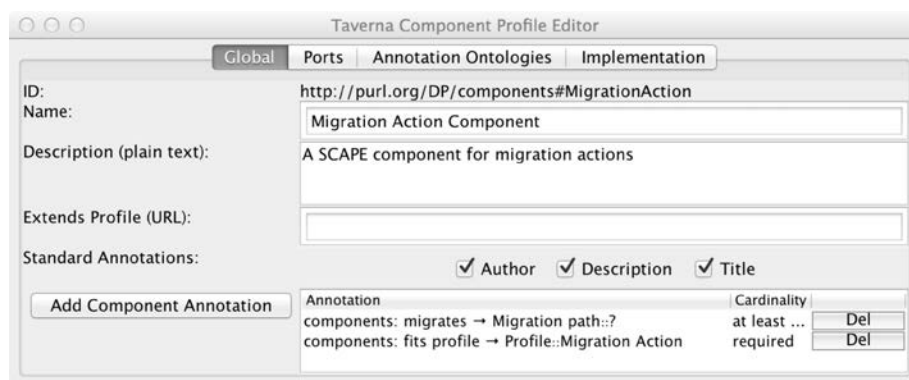 Taverna Component Profile Editor
Global Ports Annotation Ontologies Implementation
ID: http://purl.org/DP/components#MigrationAction
Name: Migration Action Component
Description (plain text): A SCAPE component for migration actions
Extends Profile (URL):
Standard Annotations: Author Description Title
Add Component Annotation Annotation Cardinality
components: migrates → Migration path::? at least ... Del
components: fits profile → Profile::Migration Action required Del